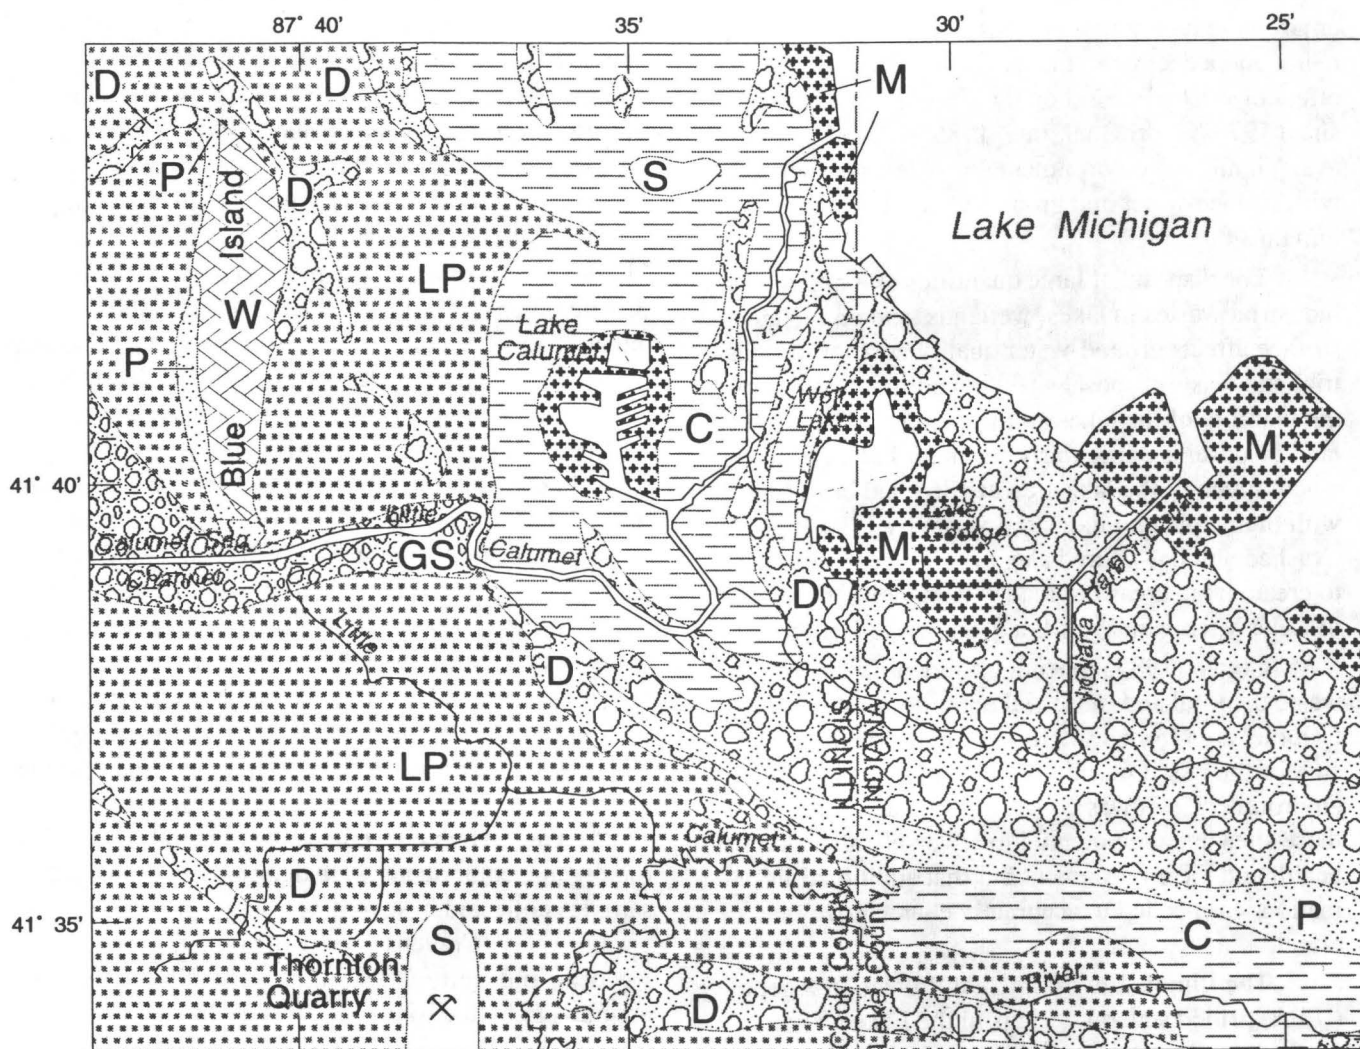 87° 40' 35' 30' 25'
D D M
P Island D S
Lake Michigan
LP
W
Lake
Calumet
P
Wolf
Lake
C
M
Blue
41° 40'
Little
Lake
George
Harbor Canal
Calumet Sag
Channel
GS Calumet
M
D
Little
Indiana
D
ILLINOIS
INDIANA
LP
Calumet
D
Cook County
Lake County
P
41° 35'
S C
Thornton
Quarry
River
D